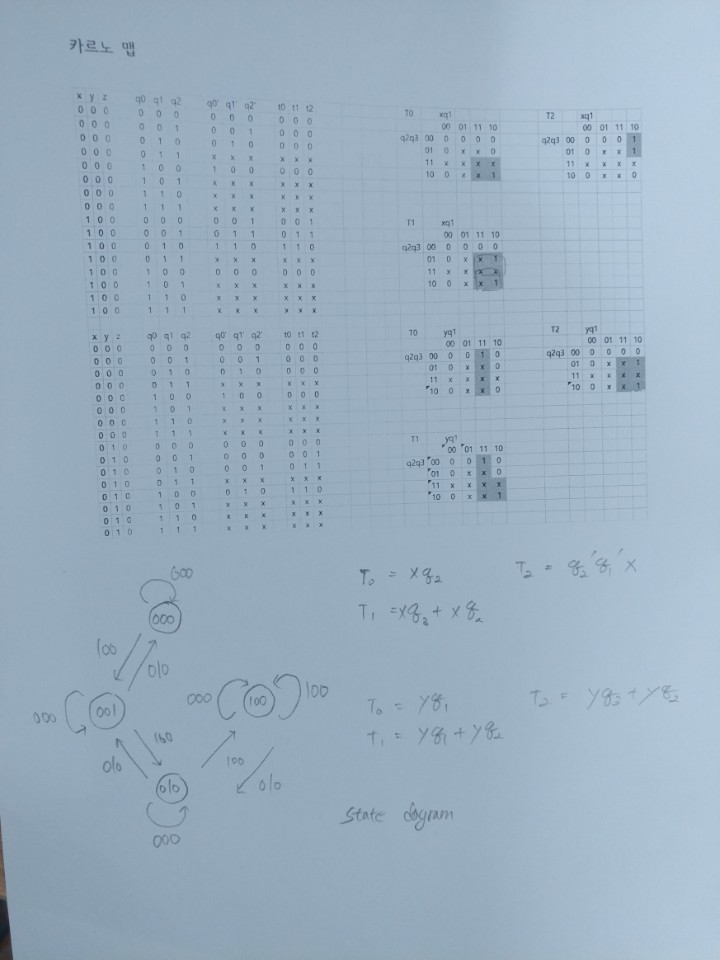 카르노 맵
x y z q0 q1 q2 q0' q1' q2' t0 t1 t2
0 0 0 0 0 0 0 0 0 0 0 0
0 0 0 0 0 1 0 0 1 0 0 0
0 0 0 0 1 0 0 1 0 0 0 0
0 0 0 0 1 1 x x x x x x
0 0 0 1 0 0 1 0 0 0 0 0
0 0 0 1 0 1 x x x x x x
0 0 0 1 1 0 x x x x x x
0 0 0 1 1 1 x x x x x x
1 0 0 0 0 0 0 0 1 0 0 1
1 0 0 0 0 1 0 1 1 0 1 1
1 0 0 0 1 0 1 1 0 1 1 0
1 0 0 0 1 1 x x x x x x
1 0 0 1 0 0 0 0 0 0 0 0
1 0 0 1 0 1 x x x x x x
1 0 0 1 1 0 x x x x x x
1 0 0 1 1 1 x x x x x x
T0 xq1
00 01 11 10
q2q3 00 0 0 0 0
01 0 x x 0
11 x x x x
10 0 x x 1
T2 xq1
00 01 11 10
q2q3 00 0 0 0 1
01 0 x x 1
11 x x x x
10 0 x x 0
T1 xq1
00 01 11 10
q2q3 00 0 0 0 0
01 0 x x 1
11 x x x x
10 0 x x 1
x y z q0 q1 q2 q0' q1' q2' t0 t1 t2
0 0 0 0 0 0 0 0 0 0 0 0
0 0 0 0 0 1 0 0 1 0 0 0
0 0 0 0 1 0 0 1 0 0 0 0
0 0 0 0 1 1 x x x x x x
0 0 0 1 0 0 1 0 0 0 0 0
0 0 0 1 0 1 x x x x x x
0 0 0 1 1 0 x x x x x x
0 0 0 1 1 1 x x x x x x
0 1 0 0 0 0 0 0 0 0 0 0
0 1 0 0 0 1 0 0 0 0 0 1
0 1 0 0 1 0 0 0 1 0 1 1
0 1 0 0 1 1 x x x x x x
0 1 0 1 0 0 0 1 0 1 1 0
0 1 0 1 0 1 x x x x x x
0 1 0 1 1 0 x x x x x x
0 1 0 1 1 1 x x x x x x
T0 yq1
00 01 11 10
q2q3 00 0 0 1 0
01 0 x x 0
11 x x x x
10 0 x x 0
T2 yq1
00 01 11 10
q2q3 00 0 0 0 0
01 0 x x 1
11 x x x x
10 0 x x 1
T1 yq1
00 01 11 10
q2q3 00 0 0 1 0
01 0 x x 0
11 x x x x
10 0 x x 1
000
000
100
010
000
001
100
010
010
000
000
100
100
100
010
T0 = xq2
T2 = q2'q1'x
T1 = xq3 + xq2
T0 = yq1
T2 = yq3 + yq2
T1 = yq1 + yq2
state dagram